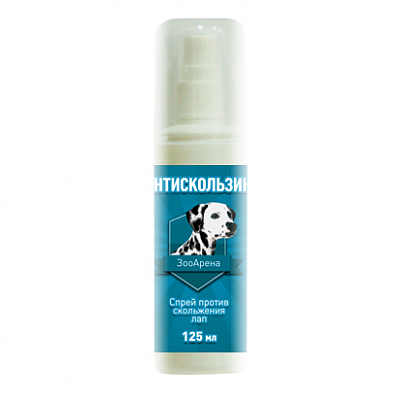 НТИСКОЛЬЗИН
ЗооАрена
Спрей против
скольжения
лап
125 мл